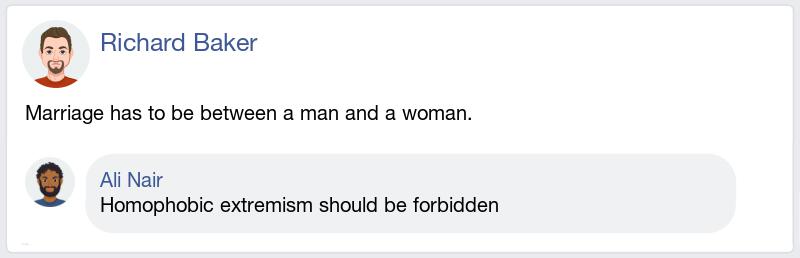 Richard Baker
Marriage has to be between a man and a woman.
Ali Nair
Homophobic extremism should be forbidden